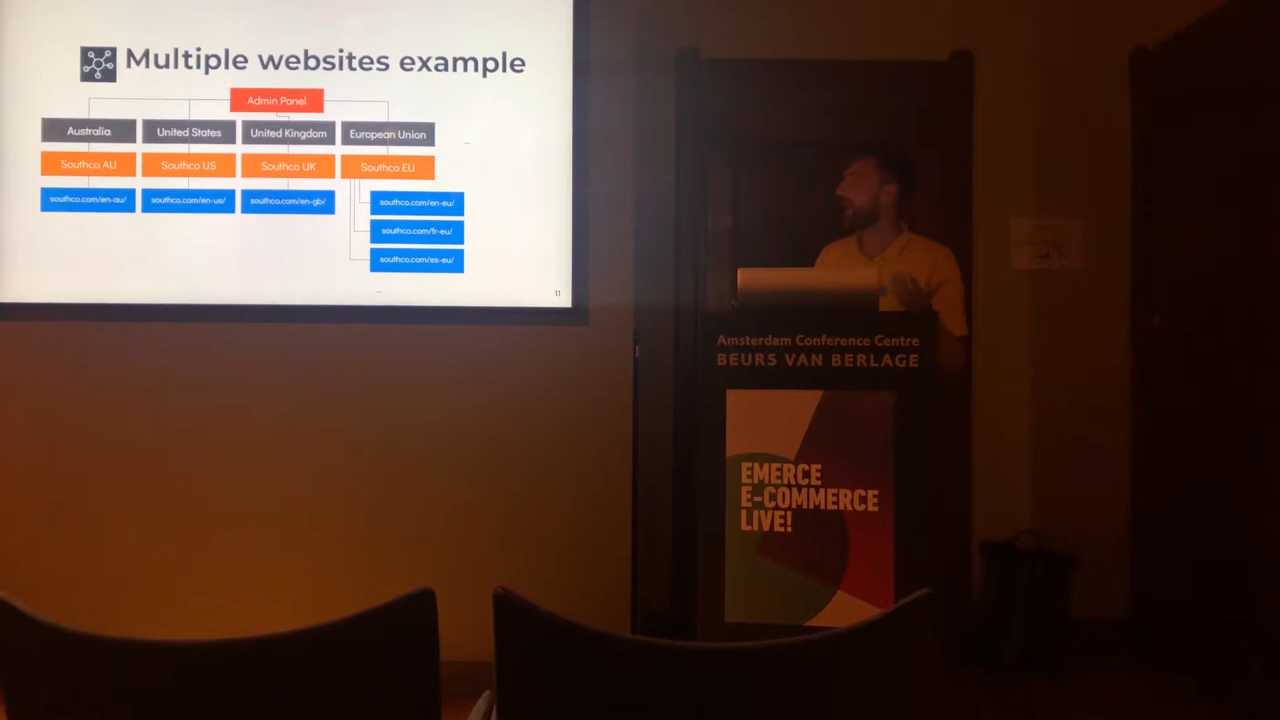 Multiple websites example
Admin Panel
Australia
United States
United Kingdom
European Union
...
Southco AU
Southco US
Southco UK
Southco EU
southco.com/en-au/
southco.com/en-us/
southco.com/en-gb/
southco.com/en-eu/
southco.com/fr-eu/
southco.com/es-eu/
...
11
Amsterdam Conference Centre
BEURS VAN BERLAGE
EMERCE
E-COMMERCE
LIVE!